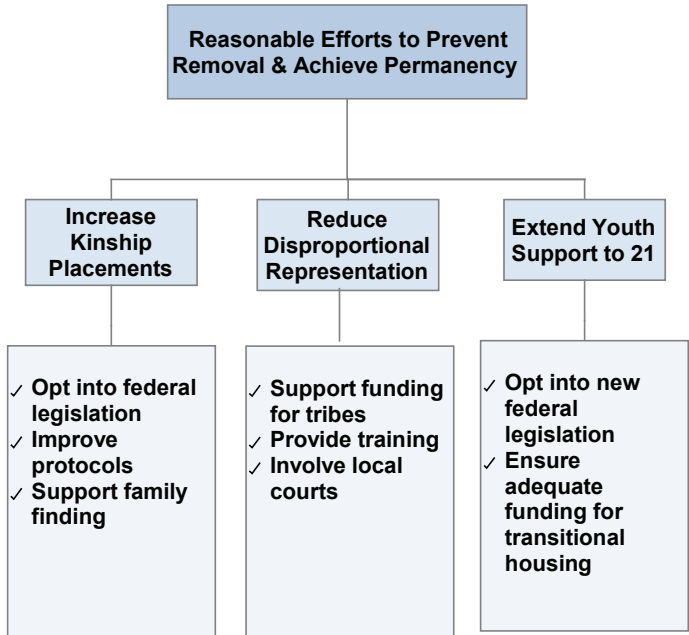 Reasonable Efforts to Prevent
Removal & Achieve Permanency
Increase
Kinship
Placements
Reduce
Disproportional
Representation
Extend Youth
Support to 21
✓ Opt into federal
legislation
✓ Improve
protocols
✓ Support family
finding
✓ Support funding
for tribes
✓ Provide training
✓ Involve local
courts
✓ Opt into new
federal
legislation
✓ Ensure
adequate
funding for
transitional
housing